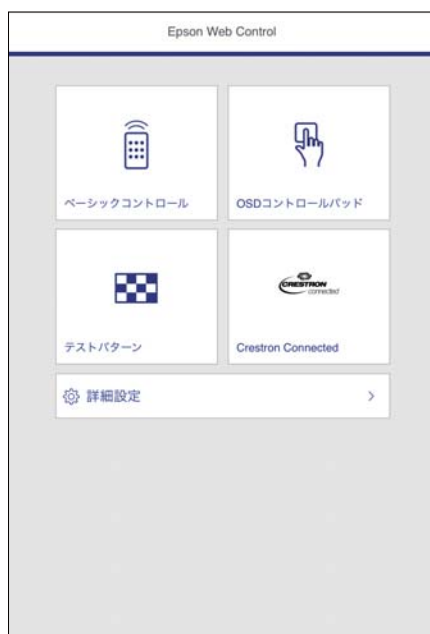 Epson Web Control
ベーシックコントロール
OSDコントロールパッド
CRESTRON
connected
テストパターン
Crestron Connected
詳細設定